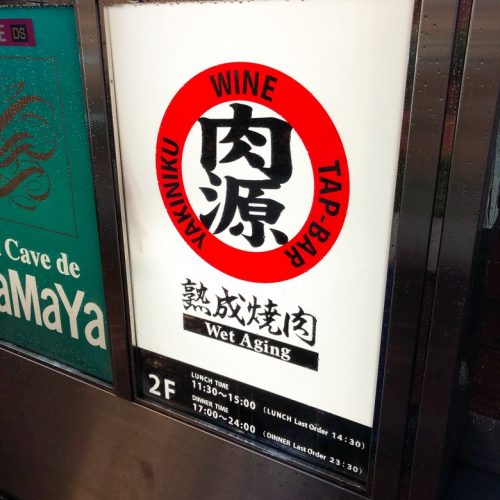 DS
Cave de
aMaYa
WINE
YAKINIKU
TAP-BAR
肉源
熟成焼肉
Wet Aging
2F
LUNCH TIME
11:30～15:00 (LUNCH Last Order 14:30)
DINNER TIME
17:00～24:00 (DINNER Last Order 23:30)